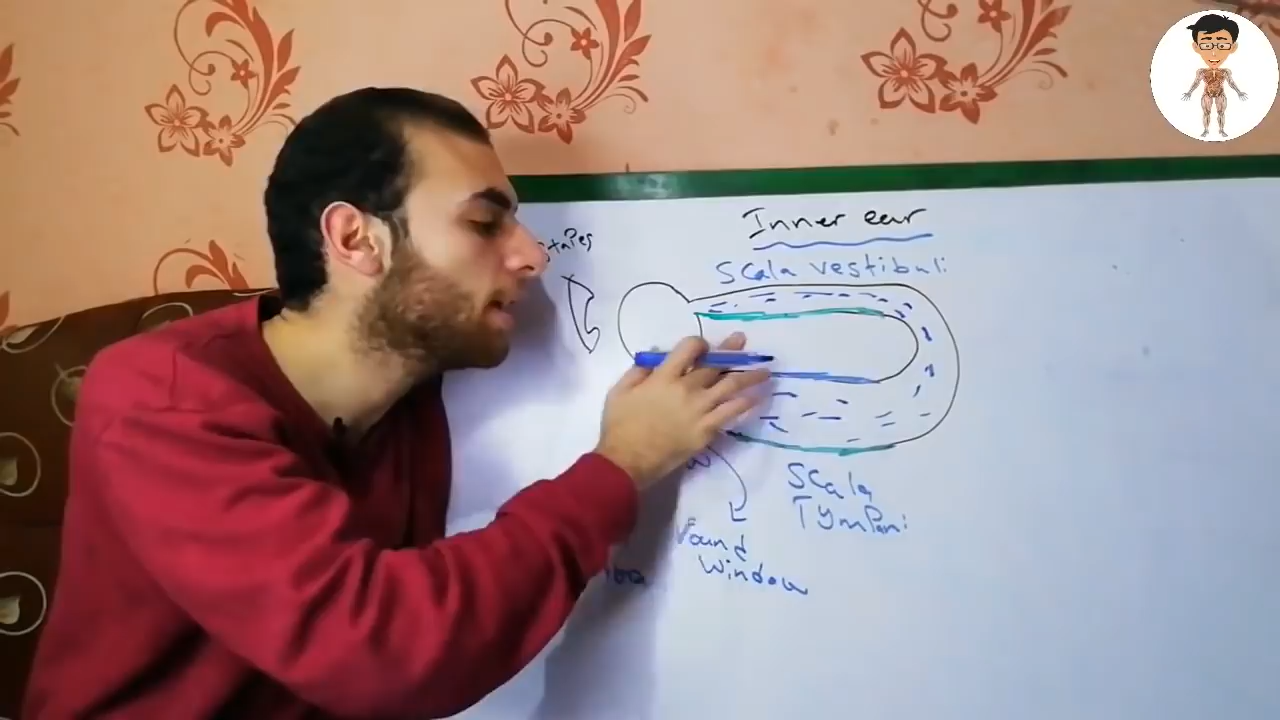 Inner ear
stapes
Scala vestibuli
Scala
Tympani
round
window